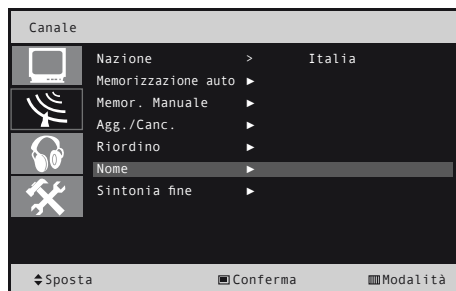 Canale
Nazione > Italia
Memorizzazione auto ►
Memor. Manuale ►
Agg./Canc. ►
Riordino ►
Nome ►
Sintonia fine ►
Sposta Conferma Modalità